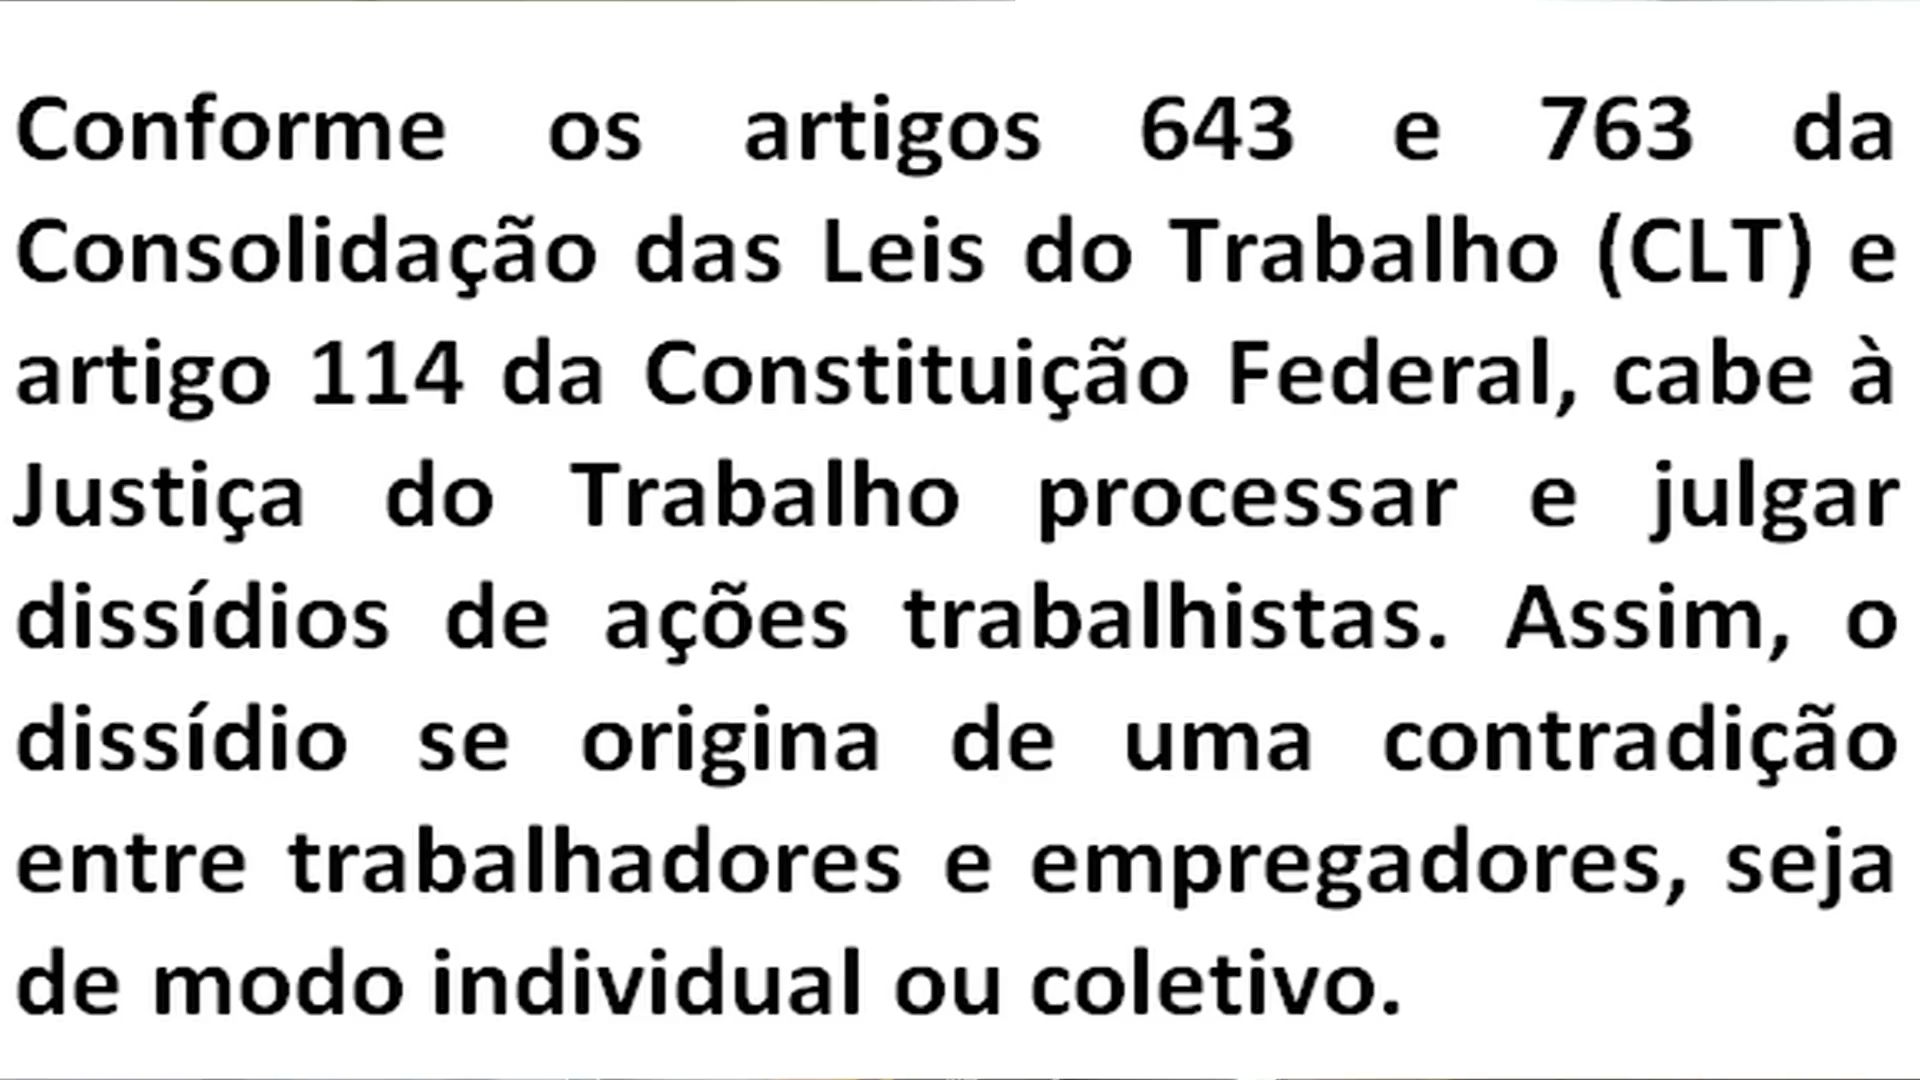 Conforme os artigos 643 e 763 da
Consolidação das Leis do Trabalho (CLT) e
artigo 114 da Constituição Federal, cabe à
Justiça do Trabalho processar e julgar
dissídios de ações trabalhistas. Assim, o
dissídio se origina de uma contradição
entre trabalhadores e empregadores, seja
de modo individual ou coletivo.